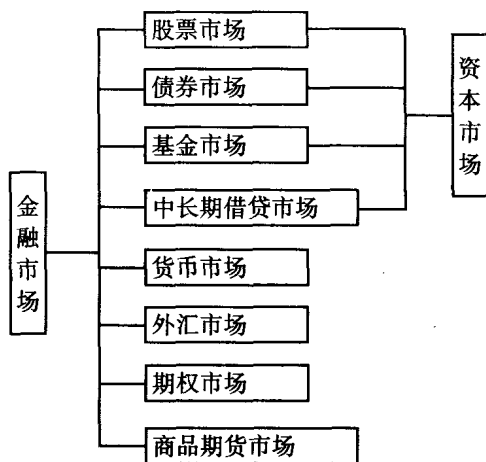 股票市场
债券市场
基金市场
中长期借贷市场
货币市场
外汇市场
期权市场
商品期货市场
金融市场
资本市场